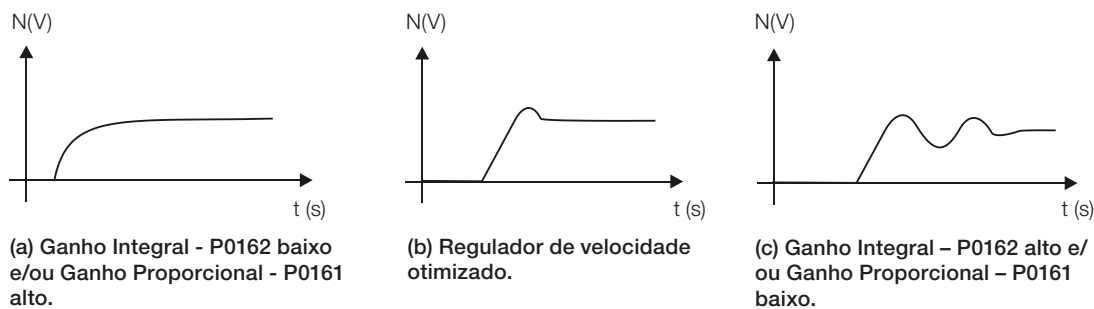 N(V)
t (s)
(a) Ganho Integral - P0162 baixo
e/ou Ganho Proporcional - P0161
alto.
N(V)
t (s)
(b) Regulador de velocidade
otimizado.
N(V)
t (s)
(c) Ganho Integral – P0162 alto e/
ou Ganho Proporcional – P0161
baixo.